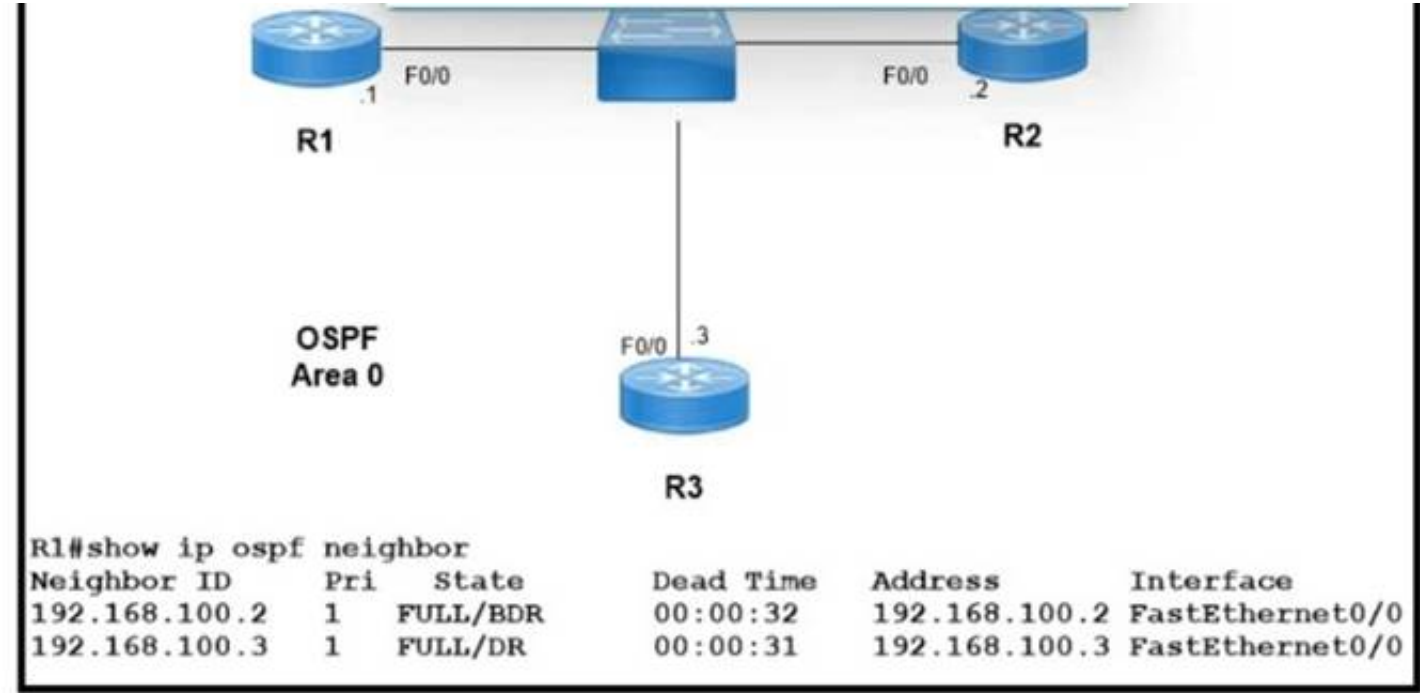 F0/0
F0/0
.1
.2
R1
R2
OSPF
Area 0
F0/0
.3
R3
R1#show ip ospf neighbor
Neighbor ID Pri State Dead Time Address Interface
192.168.100.2 1 FULL/BDR 00:00:32 192.168.100.2 FastEthernet0/0
192.168.100.3 1 FULL/DR 00:00:31 192.168.100.3 FastEthernet0/0